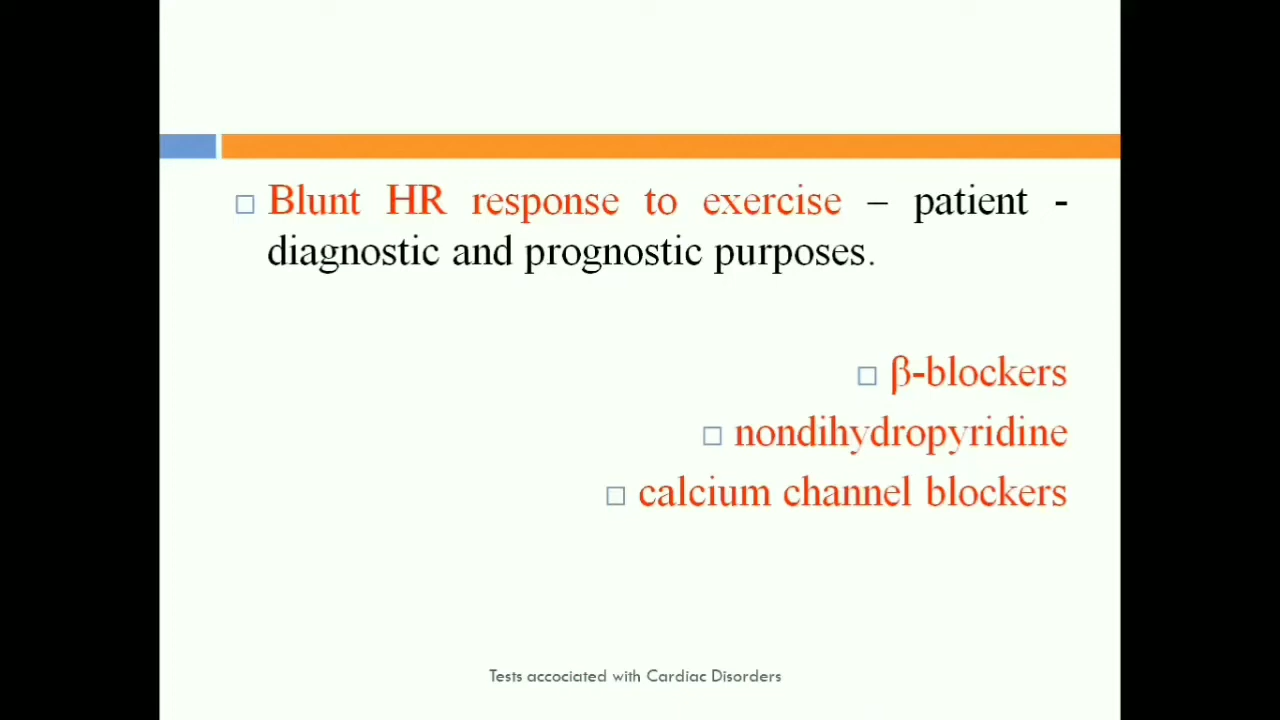 Blunt HR response to exercise – patient -
diagnostic and prognostic purposes.
β-blockers
nondihydropyridine
calcium channel blockers
Tests accociated with Cardiac Disorders